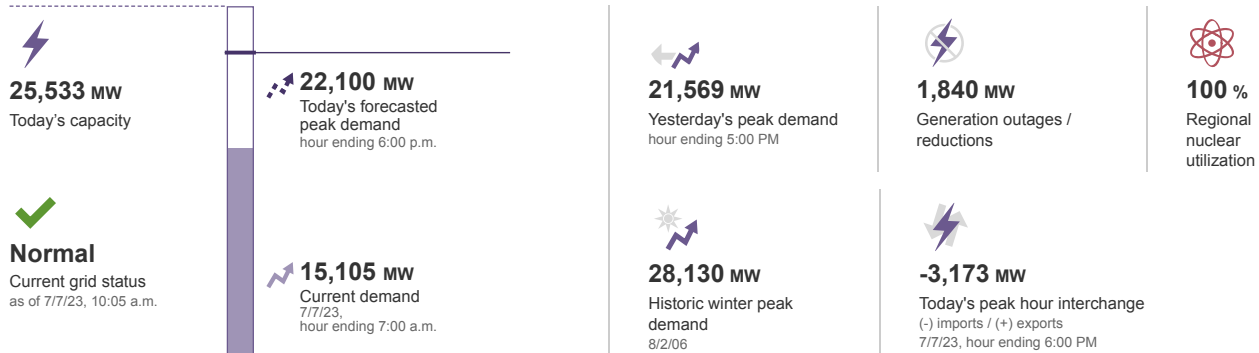 25,533 MW
Today's capacity
22,100 MW
Today's forecasted
peak demand
hour ending 6:00 p.m.
21,569 MW
Yesterday's peak demand
hour ending 5:00 PM
1,840 MW
Generation outages /
reductions
100 %
Regional
nuclear
utilization
Normal
Current grid status
as of 7/7/23, 10:05 a.m.
15,105 MW
Current demand
7/7/23,
hour ending 7:00 a.m.
28,130 MW
Historic winter peak
demand
8/2/06
-3,173 MW
Today's peak hour interchange
(-) imports / (+) exports
7/7/23, hour ending 6:00 PM